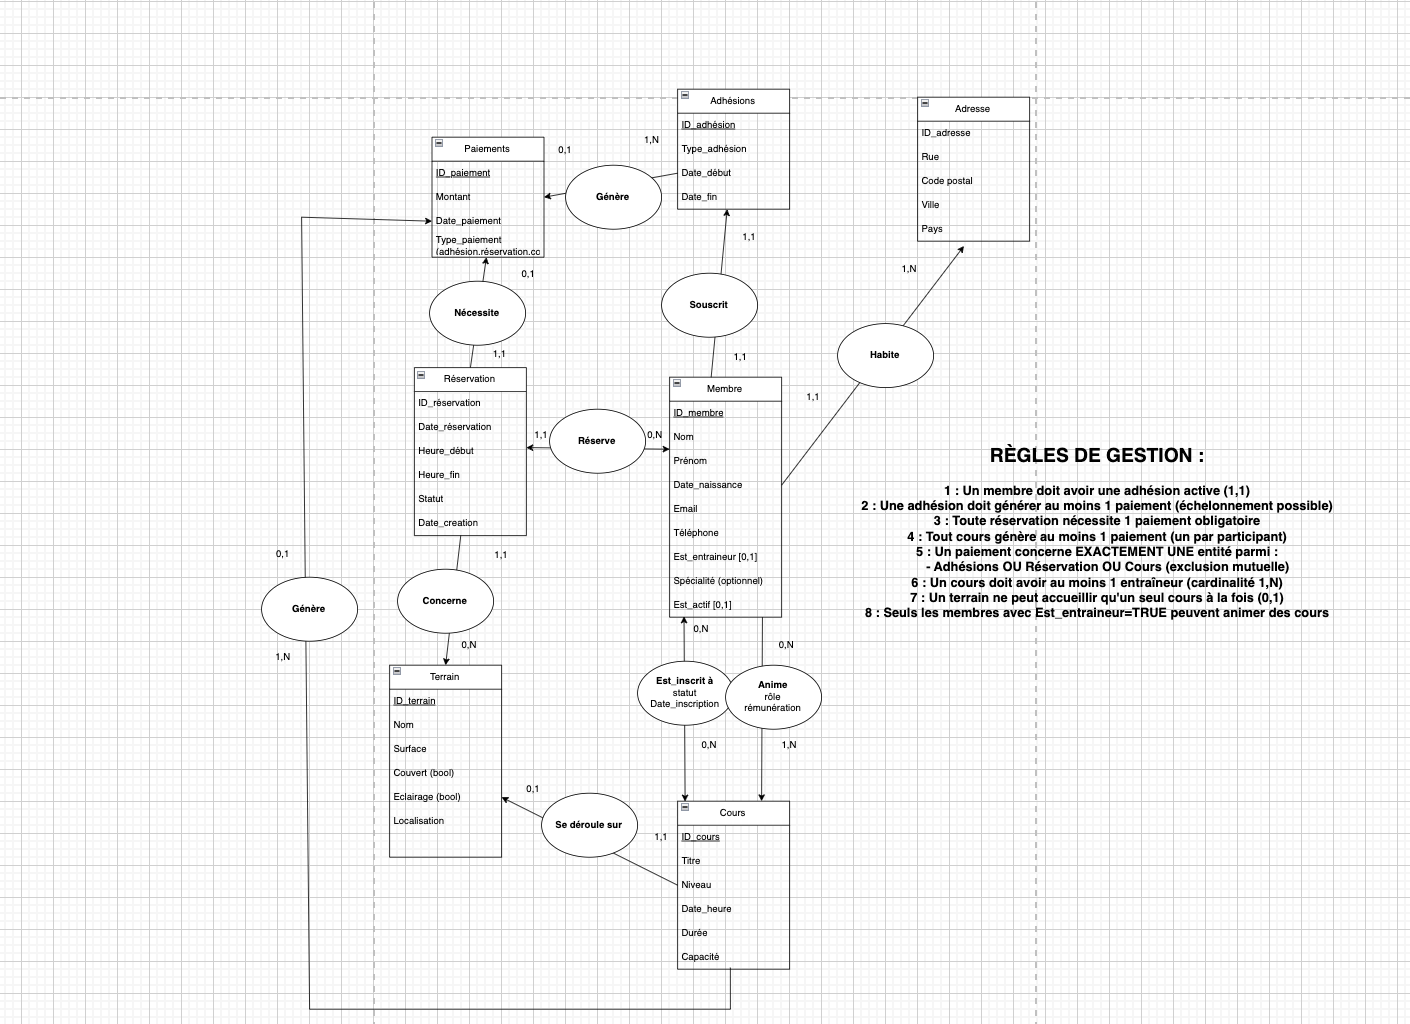 Adhésions
ID_adhésion
Type_adhésion
Date_début
Date_fin
Adresse
ID_adresse
Rue
Code postal
Ville
Pays
Paiements
ID_paiement
Montant
Date_paiement
Type_paiement
(adhésion.réservation.co
0,1
Génère
1,N
1,1
Souscrit
1,1
1,N
Habite
1,1
0,1
Nécessite
1,1
Réservation
ID_réservation
Date_réservation
Heure_début
Heure_fin
Statut
Date_creation
1,1
Réserve
0,N
Membre
ID_membre
Nom
Prénom
Date_naissance
Email
Téléphone
Est_entraineur [0,1]
Spécialité (optionnel)
Est_actif [0,1]
RÈGLES DE GESTION :
1 : Un membre doit avoir une adhésion active (1,1)
2 : Une adhésion doit générer au moins 1 paiement (échelonnement possible)
3 : Toute réservation nécessite 1 paiement obligatoire
4 : Tout cours génère au moins 1 paiement (un par participant)
5 : Un paiement concerne EXACTEMENT UNE entité parmi :
- Adhésions OU Réservation OU Cours (exclusion mutuelle)
6 : Un cours doit avoir au moins 1 entraîneur (cardinalité 1,N)
7 : Un terrain ne peut accueillir qu'un seul cours à la fois (0,1)
8 : Seuls les membres avec Est_entraineur=TRUE peuvent animer des cours
0,1
Génère
1,N
1,1
Concerne
0,N
Terrain
ID_terrain
Nom
Surface
Couvert (bool)
Eclairage (bool)
Localisation
0,N
Est_inscrit à
statut
Date_inscription
0,N
0,N
Anime
rôle
rémunération
1,N
0,1
Se déroule sur
1,1
Cours
ID_cours
Titre
Niveau
Date_heure
Durée
Capacité